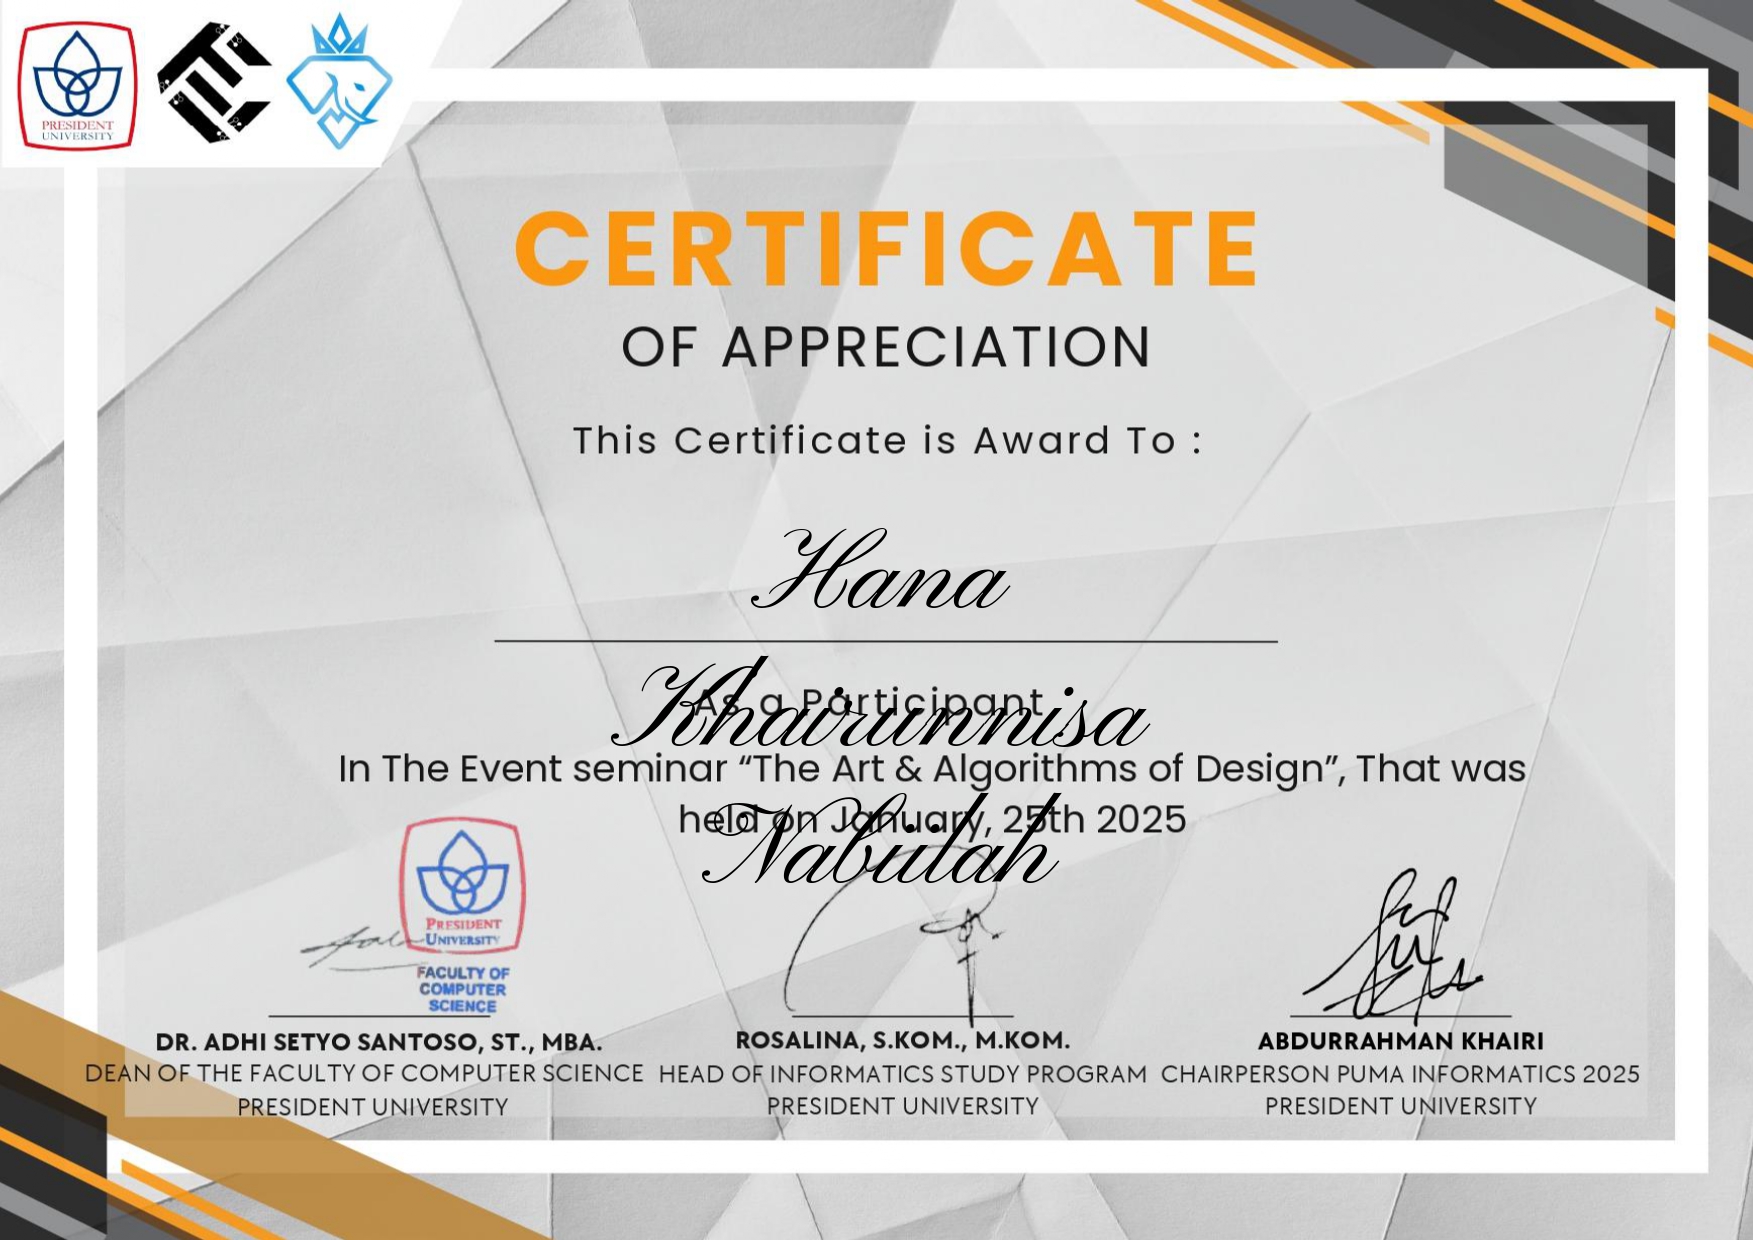 PRESIDENT
UNIVERSITY
CERTIFICATE
OF APPRECIATION
This Certificate is Award To :
Hana
Khairunnisa
Nabulah
As a Participant
In The Event seminar “The Art & Algorithms of Design”, That was
held on January, 25th 2025
PRESIDENT
UNIVERSITY
FACULTY OF
COMPUTER
SCIENCE
DR. ADHI SETYO SANTOSO, ST., MBA.
DEAN OF THE FACULTY OF COMPUTER SCIENCE
PRESIDENT UNIVERSITY
ROSALINA, S.KOM., M.KOM.
HEAD OF INFORMATICS STUDY PROGRAM
PRESIDENT UNIVERSITY
ABDURRAHMAN KHAIRI
CHAIRPERSON PUMA INFORMATICS 2025
PRESIDENT UNIVERSITY